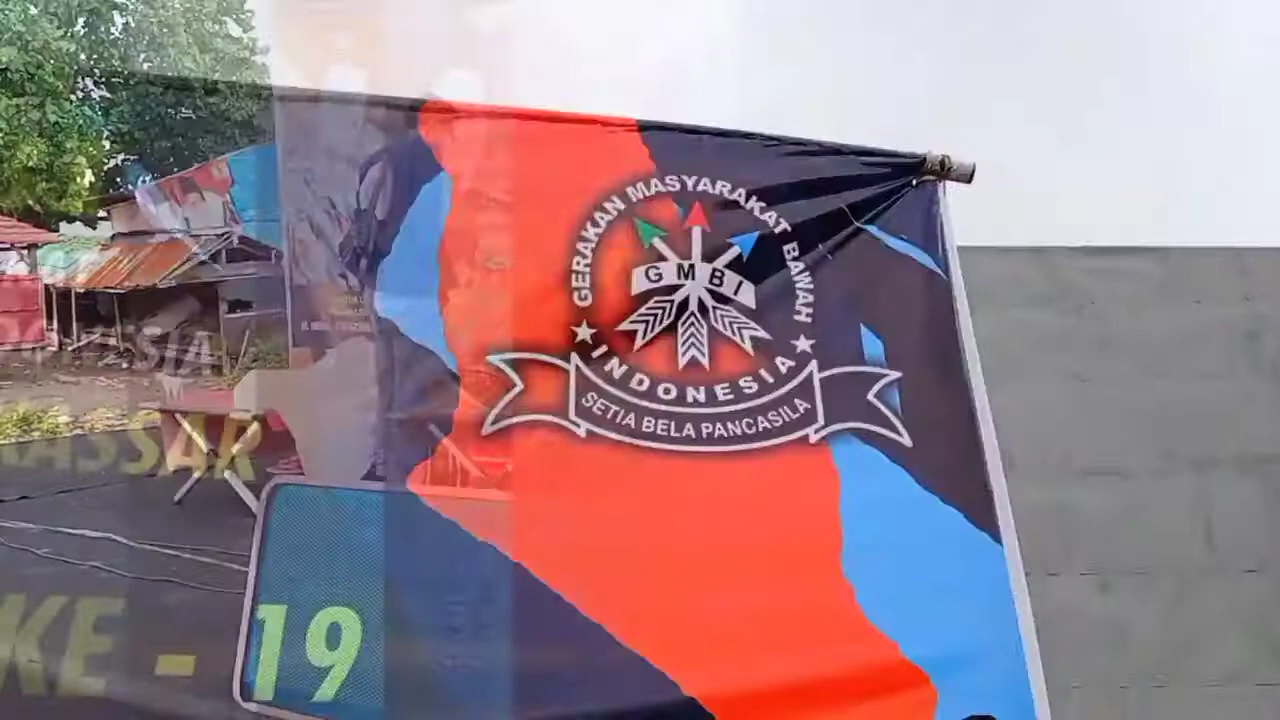 GERAKAN MASYARAKAT BAWAH
GMBI
INDONESIA
SETIA BELA PANCASILA
KE - 19